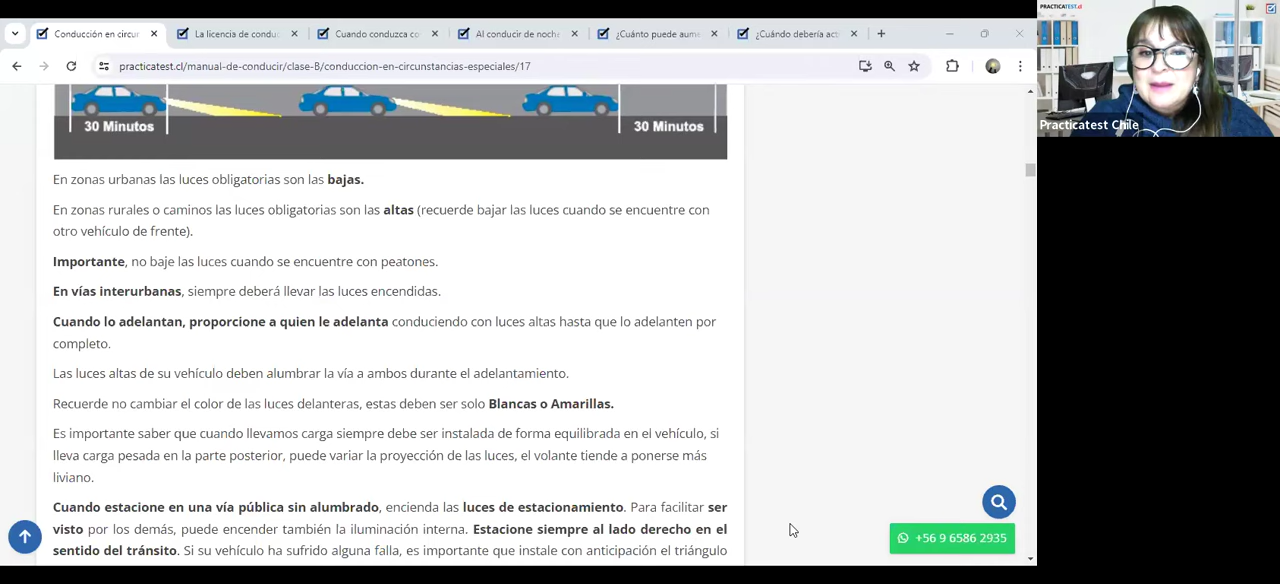 Conducción en circur
La licencia de conduc
Cuando conduzca co
Al conducir de noche
¿Cuánto puede aume
¿Cuándo debería act
practicatest.cl/manual-de-conducir/clase-B/conduccion-en-circunstancias-especiales/17
PRACTICATEST.cl
Practicatest Chile
30 Minutos
30 Minutos
En zonas urbanas las luces obligatorias son las bajas.
En zonas rurales o caminos las luces obligatorias son las altas (recuerde bajar las luces cuando se encuentre con
otro vehículo de frente).
Importante, no baje las luces cuando se encuentre con peatones.
En vías interurbanas, siempre deberá llevar las luces encendidas.
Cuando lo adelantan, proporcione a quien le adelanta conduciendo con luces altas hasta que lo adelanten por
completo.
Las luces altas de su vehículo deben alumbrar la vía a ambos durante el adelantamiento.
Recuerde no cambiar el color de las luces delanteras, estas deben ser solo Blancas o Amarillas.
Es importante saber que cuando llevamos carga siempre debe ser instalada de forma equilibrada en el vehículo, si
lleva carga pesada en la parte posterior, puede variar la proyección de las luces, el volante tiende a ponerse más
liviano.
Cuando estacione en una vía pública sin alumbrado, encienda las luces de estacionamiento. Para facilitar ser
visto por los demás, puede encender también la iluminación interna. Estacione siempre al lado derecho en el
sentido del tránsito. Si su vehículo ha sufrido alguna falla, es importante que instale con anticipación el triángulo
+56 9 6586 2935